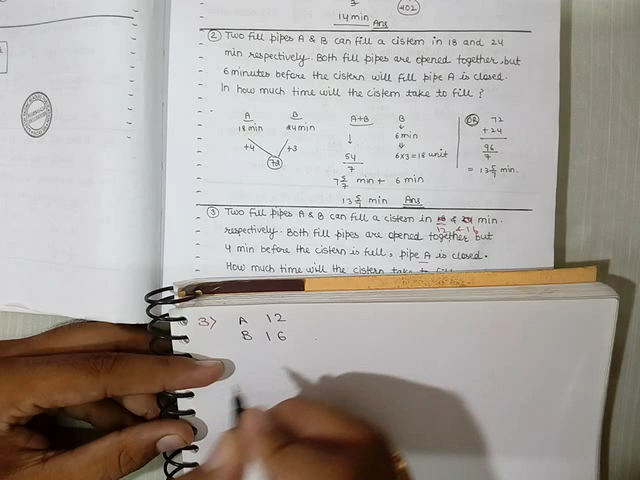 402
14 min Ans
② Two fill pipes A & B can fill a cistern in 18 and 24
min respectively. Both fill pipes are opened together, but
6 minutes before the cistern will fill pipe A is closed.
In how much time will the cistern take to fill?
A B A+B B OR 72
18 min 24 min ↓ ↓ + 24
+4 +3 6 min 96
72 54 ↓ 7
7 6×3 = 18 unit = 13 5/7 min.
7 5/7 min + 6 min
13 5/7 min Ans
③ Two fill pipes A & B can fill a cistern in 18 & 24 min.
12 & 16
respectively. Both fill pipes are opened together but
4 min before the cistern is full, pipe A is closed.
How much time will the cistern take to fill
3> A 12
B 16